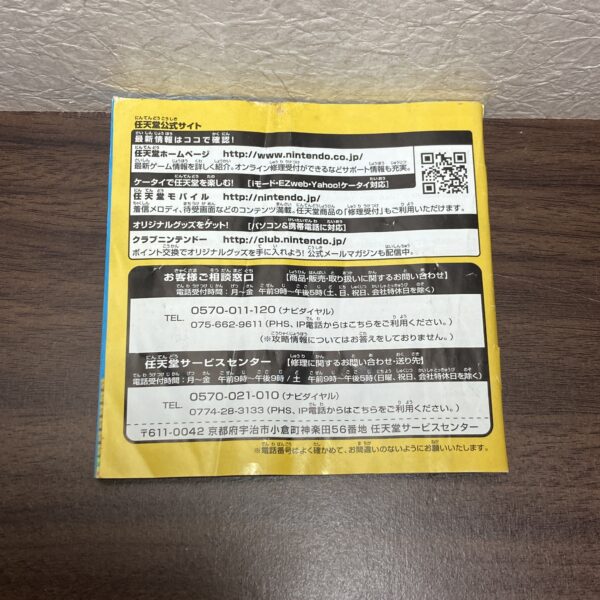 任天堂公式サイト
最新情報はココで確認!
任天堂ホームページ http://www.nintendo.co.jp/
最新ゲーム情報を詳しく紹介。オンライン修理受付ができるなどサポート情報も充実。
ケータイで任天堂を楽しむ! [iモード・EZweb・Yahoo!ケータイ対応]
任天堂モバイル http://nintendo.jp/
着信メロディ、待受画面などのコンテンツ満載。任天堂商品の「修理受付」もご利用いただけます。
オリジナルグッズをゲット! [パソコン&携帯電話に対応]
クラブニンテンドー http://club.nintendo.jp/
ポイント交換でオリジナルグッズを手に入れよう! 公式メールマガジンも配信中。
お客様ご相談窓口 【商品・販売・取り扱いに関するお問い合わせ】
電話受付時間:月〜金 午前9時〜午後5時(土、日、祝日、会社特休日を除く)
TEL. 0570-011-120 (ナビダイヤル)
075-662-9611 (PHS、IP電話からはこちらをご利用ください。)
(※攻略情報についてはお答えをしておりません。)
任天堂サービスセンター 【修理に関するお問い合わせ・送り先】
電話受付時間:月〜金 午前9時〜午後9時/土 午前9時〜午後5時(日曜、祝日、会社特休日を除く)
TEL. 0570-021-010 (ナビダイヤル)
0774-28-3133 (PHS、IP電話からはこちらをご利用ください。)
〒611-0042 京都府宇治市小倉町神楽田56番地 任天堂サービスセンター
※電話番号はよく確かめて、お間違いのないようにお願いいたします。